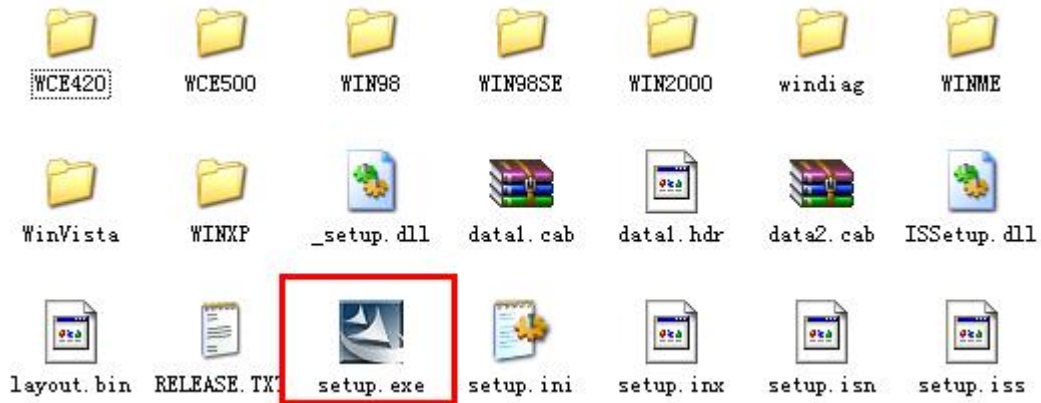 WCE420 WCE500 WIN98 WIN98SE WIN2000 windiag WINME
WinVista WINXP _setup.dll data1.cab data1.hdr data2.cab ISSetup.dll
layout.bin RELEASE.TXT setup.exe setup.ini setup.inx setup.isn setup.iss